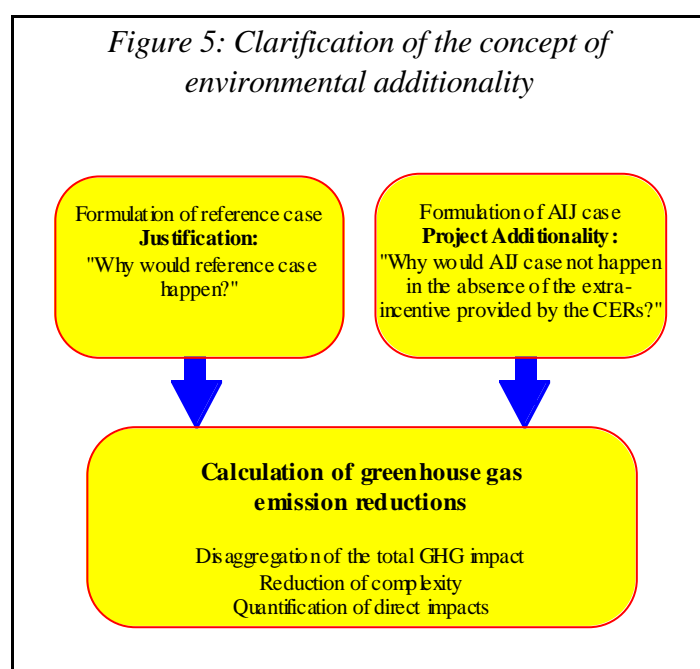 Figure 5: Clarification of the concept of
environmental additionality
Formulation of reference case
Justification:
"Why would reference case
happen?"
Formulation of AIJ case
Project Additionality:
"Why would AIJ case not happen
in the absence of the extra-
incentive provided by the CERs?"
Calculation of greenhouse gas
emission reductions
Disaggregation of the total GHG impact
Reduction of complexity
Quantification of direct impacts